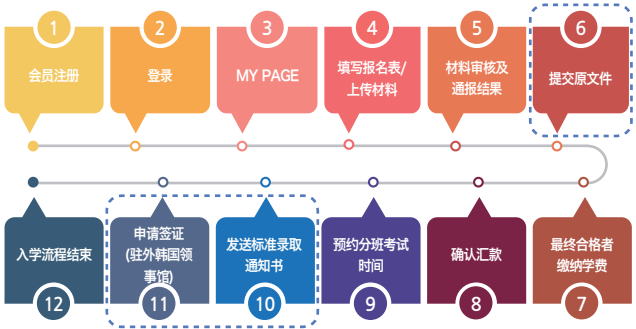 1
会员注册
2
登录
3
MY PAGE
4
填写报名表/
上传材料
5
材料审核及
通报结果
6
提交原文件
7
最终合格者
缴纳学费
8
确认汇款
9
预约分班考试
时间
10
发送标准录取
通知书
11
申请签证
(驻外韩国领
事馆)
12
入学流程结束